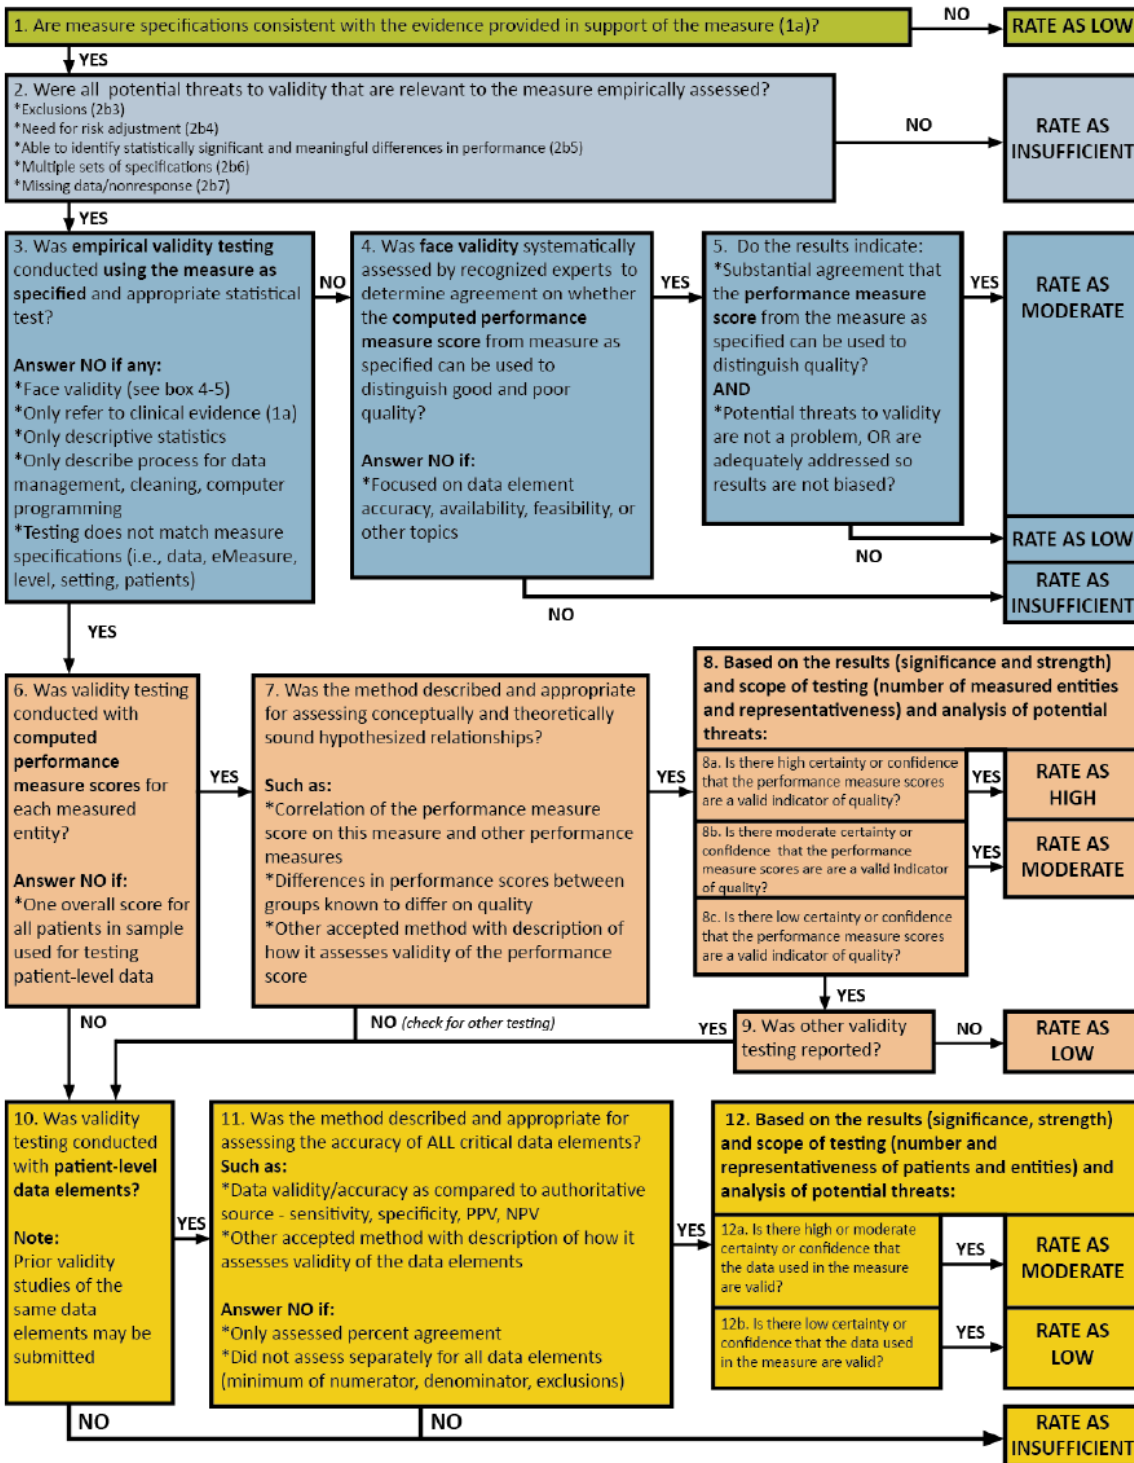 1. Are measure specifications consistent with the evidence provided in support of the measure (1a)?
NO
RATE AS LOW
YES
2. Were all potential threats to validity that are relevant to the measure empirically assessed?
*Exclusions (2b3)
*Need for risk adjustment (2b4)
*Able to identify statistically significant and meaningful differences in performance (2b5)
*Multiple sets of specifications (2b6)
*Missing data/nonresponse (2b7)
NO
RATE AS
INSUFFICIENT
YES
3. Was empirical validity testing
conducted using the measure as
specified and appropriate statistical
test?
Answer NO if any:
*Face validity (see box 4-5)
*Only refer to clinical evidence (1a)
*Only descriptive statistics
*Only describe process for data
management, cleaning, computer
programming
*Testing does not match measure
specifications (i.e., data, eMeasure,
level, setting, patients)
NO
4. Was face validity systematically
assessed by recognized experts to
determine agreement on whether
the computed performance
measure score from measure as
specified can be used to
distinguish good and poor
quality?
Answer NO if:
*Focused on data element
accuracy, availability, feasibility, or
other topics
YES
5. Do the results indicate:
*Substantial agreement that
the performance measure
score from the measure as
specified can be used to
distinguish quality?
AND
*Potential threats to validity
are not a problem, OR are
adequately addressed so
results are not biased?
YES
RATE AS
MODERATE
NO
RATE AS LOW
NO
RATE AS
INSUFFICIENT
YES
6. Was validity testing
conducted with
computed
performance
measure scores for
each measured
entity?
Answer NO if:
*One overall score for
all patients in sample
used for testing
patient-level data
YES
7. Was the method described and appropriate
for assessing conceptually and theoretically
sound hypothesized relationships?
Such as:
*Correlation of the performance measure
score on this measure and other performance
measures
*Differences in performance scores between
groups known to differ on quality
*Other accepted method with description of
how it assesses validity of the performance
score
YES
8. Based on the results (significance and strength)
and scope of testing (number of measured entities
and representativeness) and analysis of potential
threats:
8a. Is there high certainty or confidence
that the performance measure scores
are a valid indicator of quality?
YES
RATE AS
HIGH
8b. Is there moderate certainty or
confidence that the performance
measure scores are are a valid indicator
of quality?
YES
RATE AS
MODERATE
8c. Is there low certainty or confidence
that the performance measure scores
are a valid indicator of quality?
YES
NO
NO (check for other testing)
YES
9. Was other validity
testing reported?
NO
RATE AS
LOW
10. Was validity
testing conducted
with patient-level
data elements?
Note:
Prior validity
studies of the
same data
elements may be
submitted
YES
11. Was the method described and appropriate for
assessing the accuracy of ALL critical data elements?
Such as:
*Data validity/accuracy as compared to authoritative
source - sensitivity, specificity, PPV, NPV
*Other accepted method with description of how it
assesses validity of the data elements
Answer NO if:
*Only assessed percent agreement
*Did not assess separately for all data elements
(minimum of numerator, denominator, exclusions)
YES
12. Based on the results (significance, strength)
and scope of testing (number and
representativeness of patients and entities) and
analysis of potential threats:
12a. Is there high or moderate
certainty or confidence that
the data used in the measure
are valid?
YES
RATE AS
MODERATE
12b. Is there low certainty or
confidence that the data used
in the measure are valid?
YES
RATE AS
LOW
NO
NO
RATE AS
INSUFFICIENT